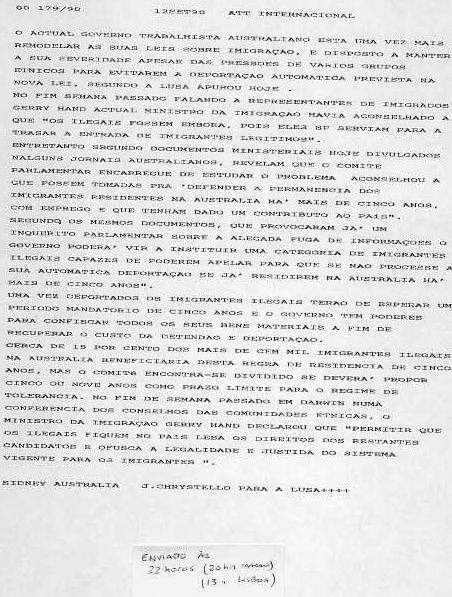 OD 179/90 12SET90 ATT INTERNACIONAL
O ACTUAL GOVERNO TRABALHISTA AUSTRALIANO ESTA UMA VEZ MAIS
REMODELAR AS SUAS LEIS SOBRE IMIGRAÇAO, E DISPOSTO A MANTER
A SUA SEVERIDADE APESAR DAS PRESSOES DE VARIOS GRUPOS
ETNICOS PARA EVITAREM A DEPORTAÇAO AUTOMATICA PREVISTA NA
NOVA LEI, SEGUNDO A LUSA APUROU HOJE .
NO FIM SEMANA PASSADO FALANDO A REPRESENTANTES DE IMIGRADOS
GERRY HAND ACTUAL MINISTRO DA IMIGRAÇAO HAVIA ACONSELHADO A
QUE "OS ILEGAIS FOSSEM EMBORA, POIS ELES SP SERVIAM PARA A
TRASAR A ENTRADA DE IMIGRANTES LEGITIMOS".
ENTRETANTO SRGUNDO DOCUMENTOS MINISTERIAIS HOJE DIVULGADOS
NALGUNS JORNAIS AUSTRALIANOS, REVELAM QUE O COMITE
PARLAMENTAR ENCARREGUE DE ESTUDAR O PROBLEMA ACONSELHOU A
QUE FOSSEM TOMADAS PRA 'DEFENDER A PERMANENCIA DOS
IMIGRANTES RESIDENTES NA AUSTRALIA HA' MAIS DE CINCO ANOS,
COM EMPREGO E QUE TENHAM DADO UM CONTRIBUTO AO PAIS".
SEGUNDO OS MESMOS DOCUMENTOS, QUE PROVOCARAM JA' UM
INQUERITO PARLAMENTAR SOBRE A ALEGADA FUGA DE INFORMAÇOES O
GOVERNO PODERA' VIR A INSTITUIR UMA CATEGORIA DE IMIGRANTES
ILEGAIS CAPAZES DE PODEREM APELAR PARA QUE SE NAO PROCESSE A
SUA AUTOMATICA DEPORTAÇAO SE JA' RESIDIREM NA AUSTRALIA HA'
MAIS DE CINCO ANOS".
UMA VEZ DEPORTADOS OS IMIGRANTES ILEGAIS TERAO DE ESPERAR UM
PERIODO MANDATORIO DE CINCO ANOS E O GOVERNO TEM PODERES
PARA CONFISCAR TODOS OS SEUS BENS MATERIAIS A FIM DE
RECUPERAR O CUSTO DA DETENÇAO E DEPORTAÇAO.
CERCA DE 15 POR CENTO DOS MAIS DE CEM MIL IMIGRANTES ILEGAIS
NA AUSTRALIA BENEFICIARIA DESTA REGRA DE RESIDENCIA DE CINCO
ANOS, MAS O COMITé ENCONTRA-SE DIVIDIDO SE DEVERA' PROPOR
CINCO OU NOVE ANOS COMO PRAZO LIMITE PARA O REGIME DE
TOLERANCIA. NO FIM DE SEMANA PASSADO EM DARWIN NUMA
CONFERENCIA DOS CONSELHOS DAS COMUNIDADES ETNICAS, O
MINISTRO DA IMIGRAÇAO GERRY HAND DECLAROU QUE "PERMITIR QUE
OS ILEGAIS FIQUEM NO PAIS LESA OS DIREITOS DOS RESTANTES
CANDIDATOS E OFUSCA A LEGALIDADE E JUSTIÇA DO SISTEMA
VIGENTE PARA OS IMIGRANTES ".
SIDNEY AUSTRALIA J.CHRYSTELLO PARA A LUSA++++
ENVIADO ÀS
22 horas (20h MACAU)
(13 h LISBOA)